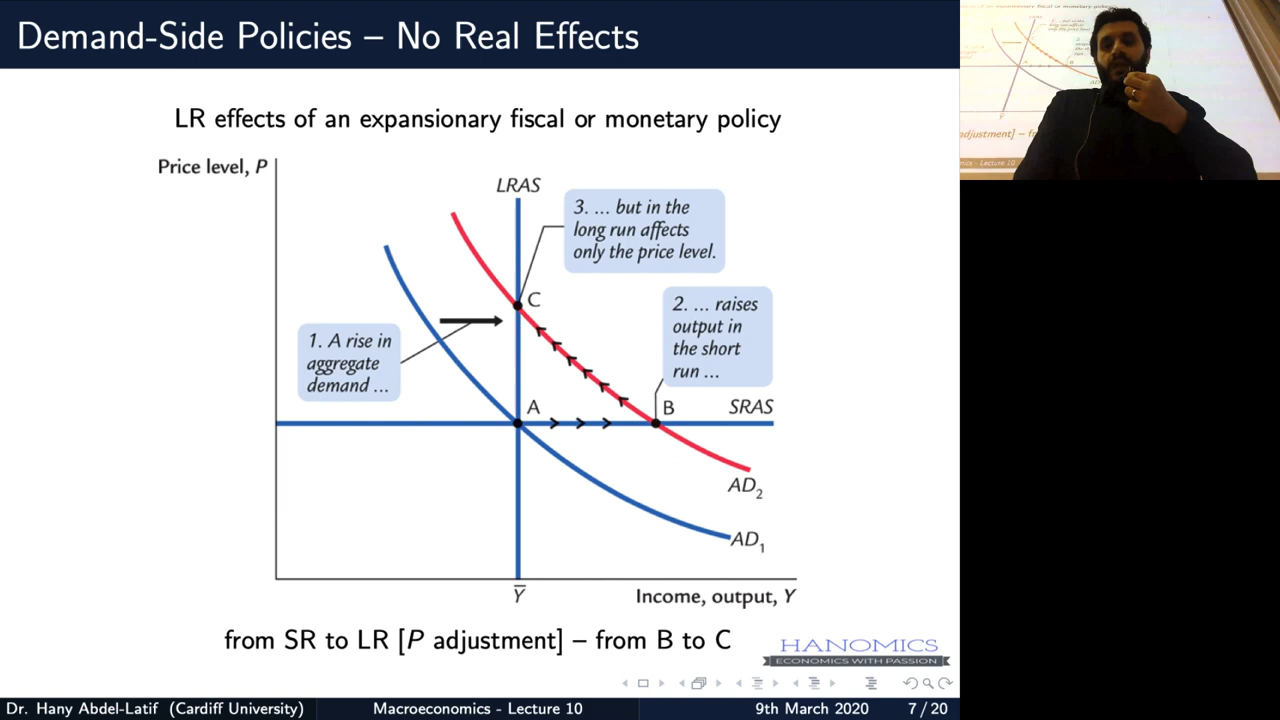 Demand-Side Policies – No Real Effects
LR effects of an expansionary fiscal or monetary policy
Price level, P
LRAS
3. ... but in the
long run affects
only the price level.
C
2. ... raises
output in
the short
run ...
1. A rise in
aggregate
demand ...
A
B
SRAS
AD2
AD1
Y̅
Income, output, Y
from SR to LR [P adjustment] – from B to C
HANOMICS
ECONOMICS WITH PASSION
Dr. Hany Abdel-Latif (Cardiff University)
Macroeconomics - Lecture 10
9th March 2020
7 / 20